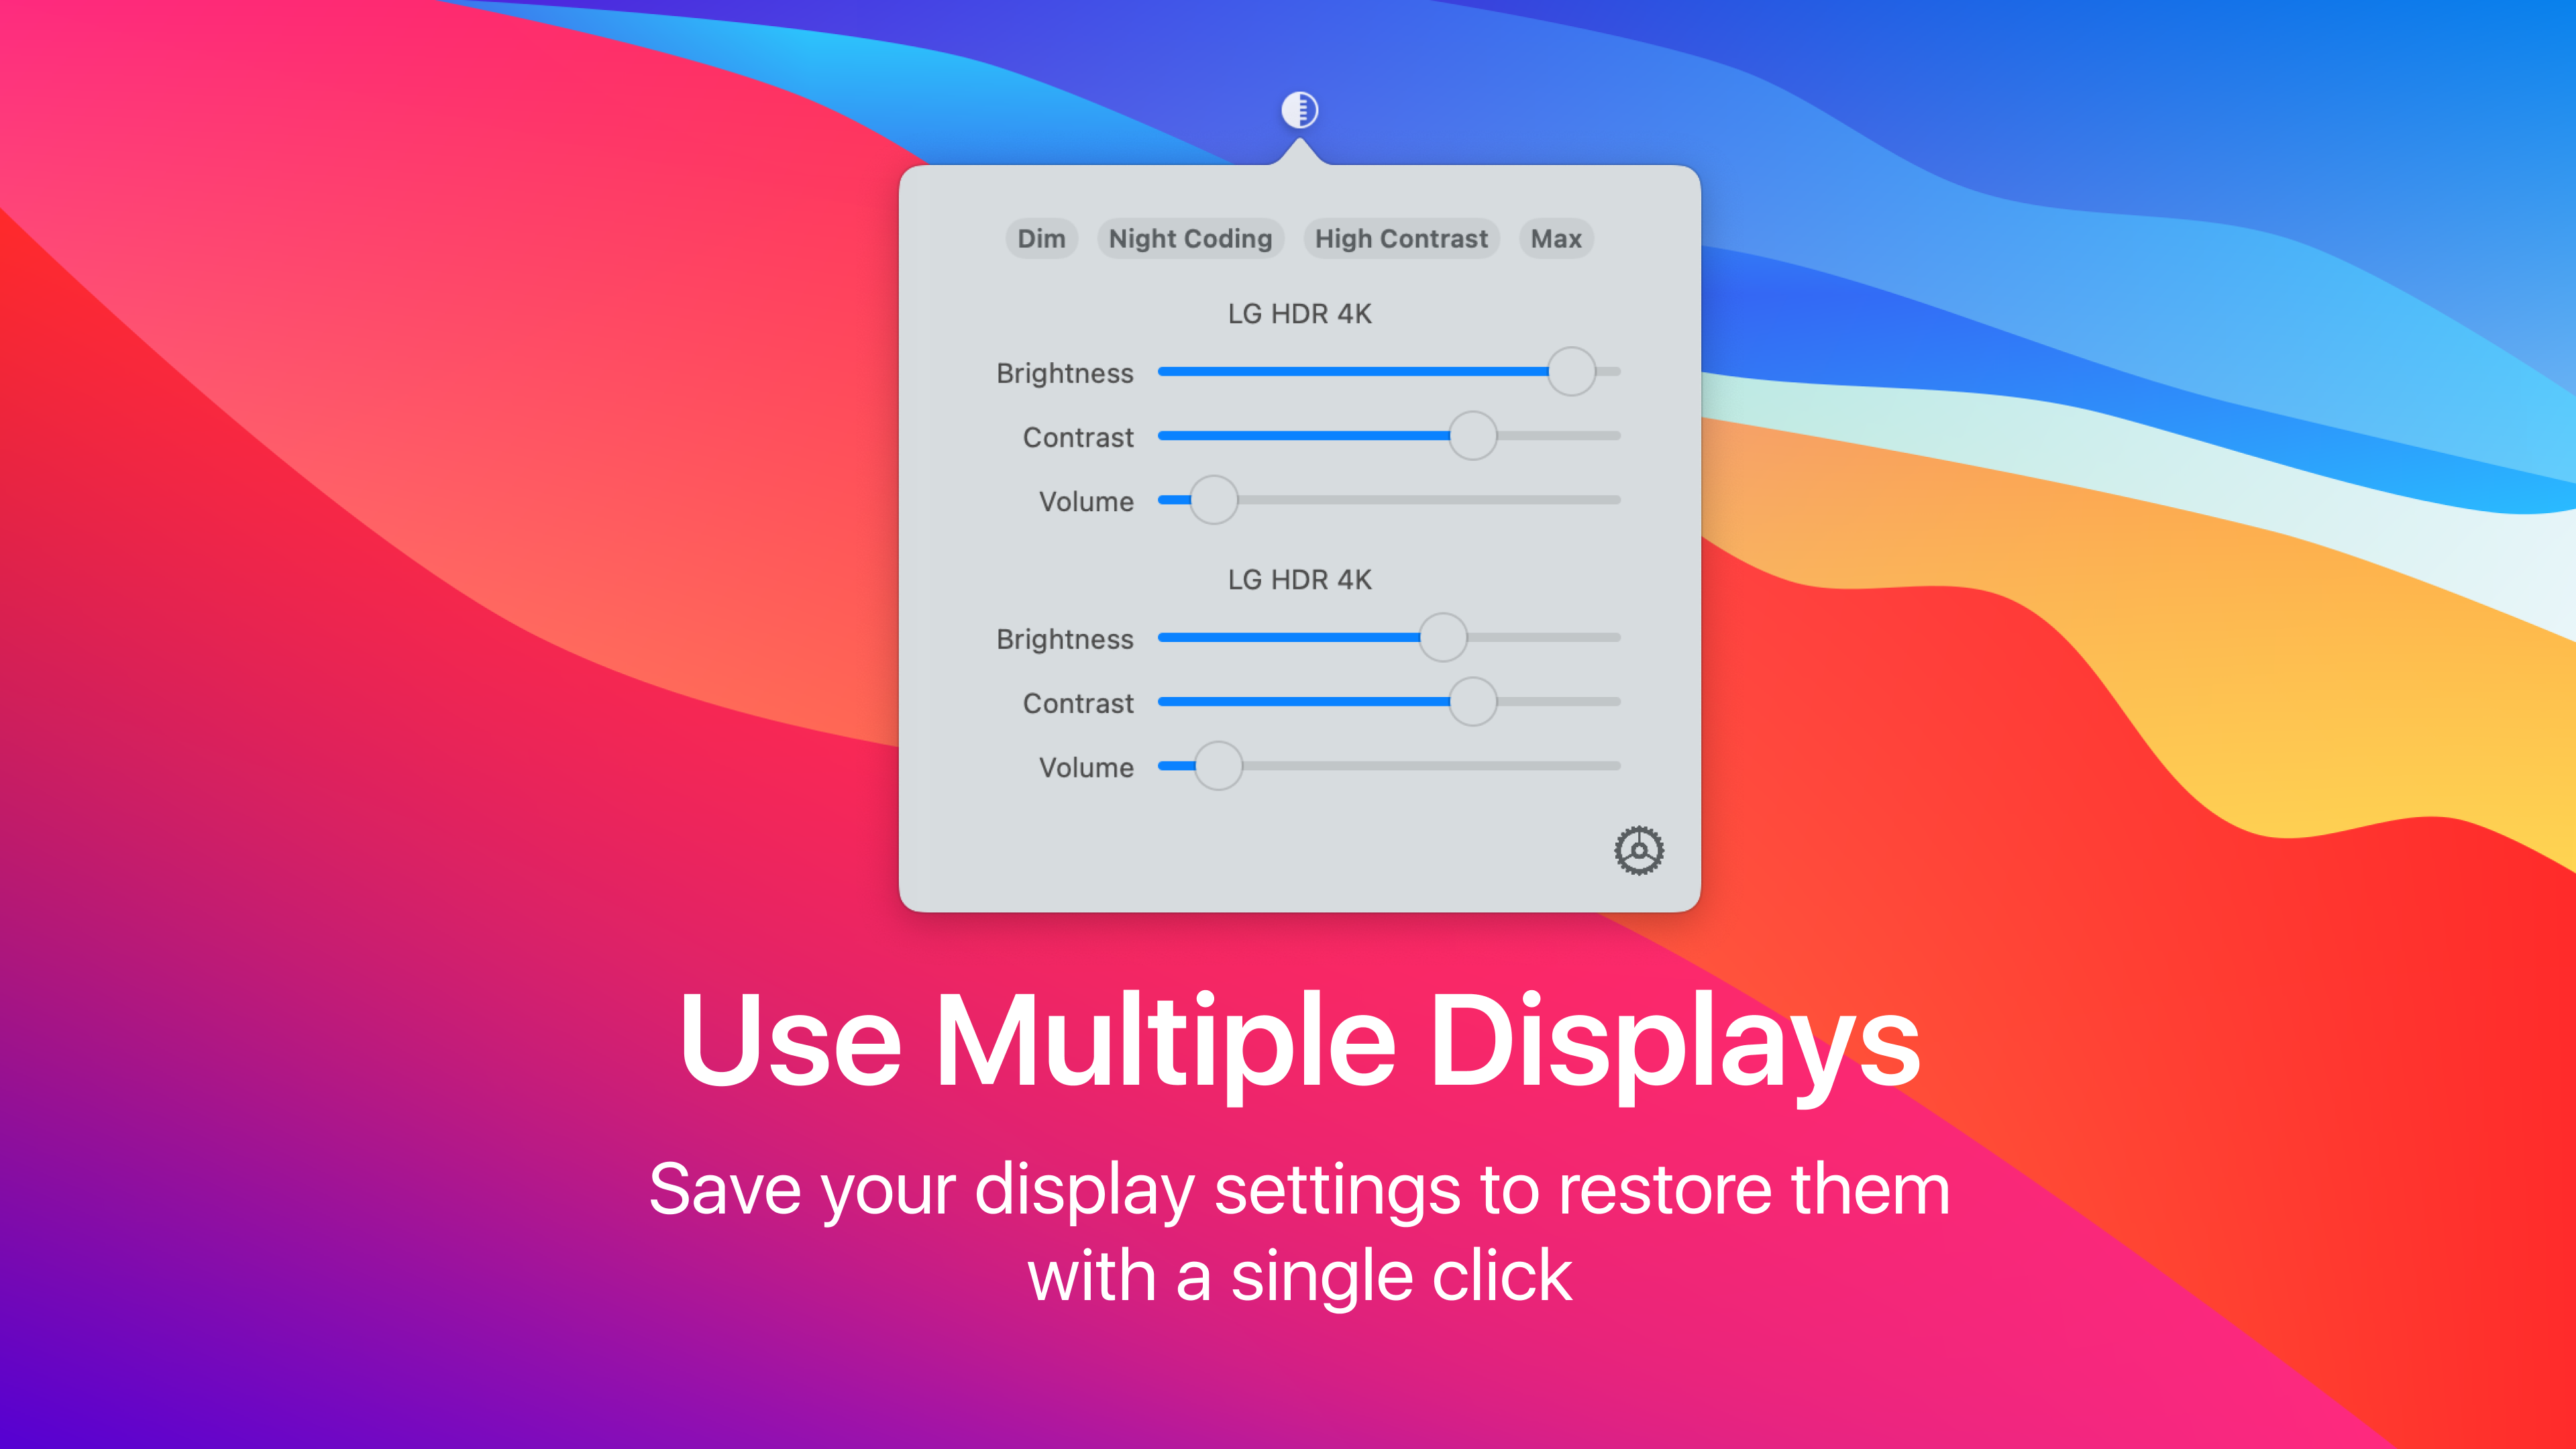 Dim Night Coding High Contrast Max
LG HDR 4K
Brightness
Contrast
Volume
LG HDR 4K
Brightness
Contrast
Volume
Use Multiple Displays
Save your display settings to restore them
with a single click